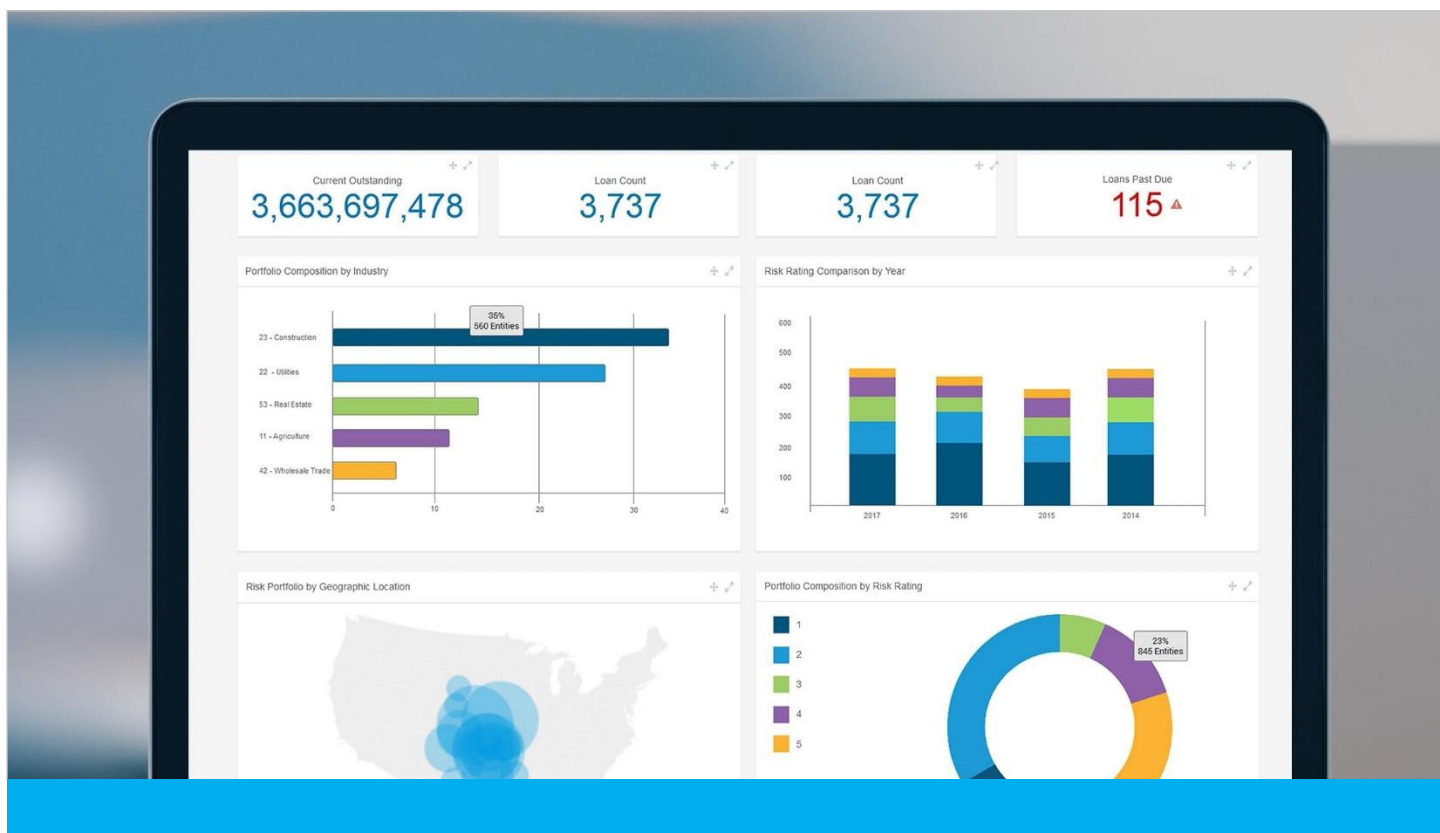 Current Outstanding
3,663,697,478
Loan Count
3,737
Loan Count
3,737
Loans Past Due
115
Portfolio Composition by Industry
35%
560 Entities
23 - Construction
22 - Utilities
53 - Real Estate
11 - Agriculture
42 - Wholesale Trade
0 10 20 30 40
Risk Rating Comparison by Year
600
500
400
300
200
100
2017 2016 2015 2014
Risk Portfolio by Geographic Location
Portfolio Composition by Risk Rating
1
2
3
4
5
23%
845 Entities